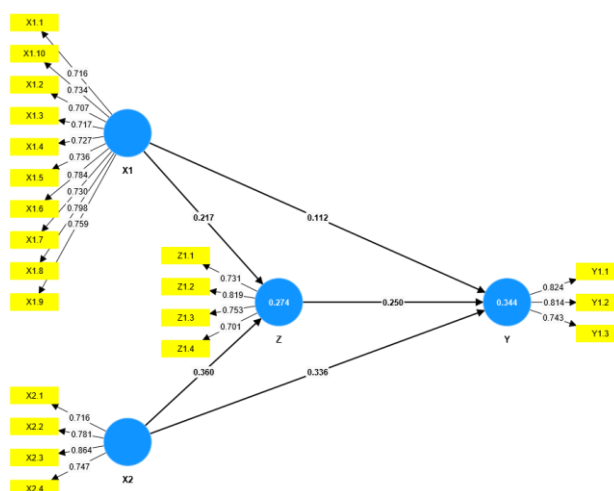 X1.1
X1.10
X1.2
X1.3
X1.4
X1.5
X1.6
X1.7
X1.8
X1.9
0.716
0.734
0.707
0.717
0.727
0.736
0.784
0.730
0.798
0.759
X1
0.217
0.112
Z1.1
Z1.2
Z1.3
Z1.4
0.731
0.819
0.753
0.701
0.274
Z
0.250
0.344
Y
0.824
0.814
0.743
Y1.1
Y1.2
Y1.3
0.360
0.336
X2.1
X2.2
X2.3
X2.4
0.716
0.781
0.864
0.747
X2